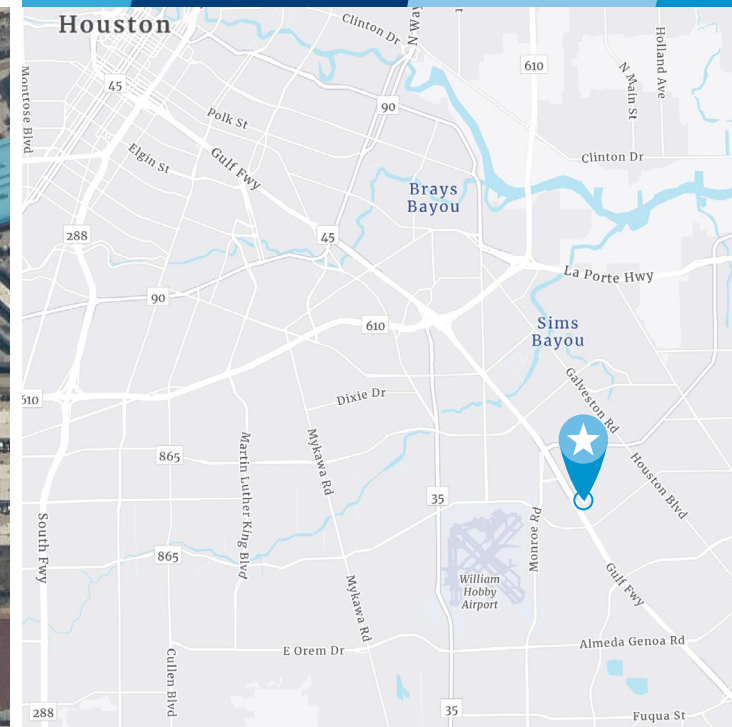 Houston
Clinton Dr
N Way
t
610
Holland Ave
N Main St
Montrose Blvd
45
90
Polk St
Clinton Dr
Elgin St
Gulf Fwy
Brays
Bayou
288
45
La Porte Hwy
90
610
Sims
Bayou
Galveston Rd
610
Dixie Dr
865
Martin Luther King Blvd
Mykawa Rd
Houston Blvd
35
South Fwy
Monroe Rd
865
William
Hobby
Airport
Gulf Fwy
Mykawa Rd
Almeda Genoa Rd
E Orem Dr
Cullen Blvd
288
35
Fuqua St